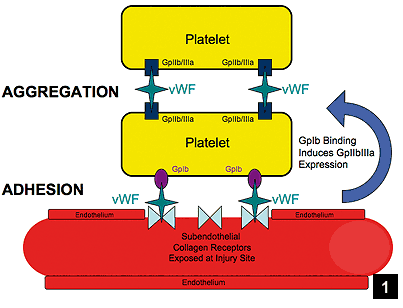 Platelet
GpIIb/IIIa GpIIb/IIIa
vWF vWF
AGGREGATION
GpIIb/IIIa GpIIb/IIIa
Platelet
GpIb GpIb
GpIb Binding
Induces GpIIbIIIa
Expression
ADHESION
vWF vWF
Endothelium Endothelium
Subendothelial
Collagen Receptors
Exposed at Injury Site
Endothelium
1